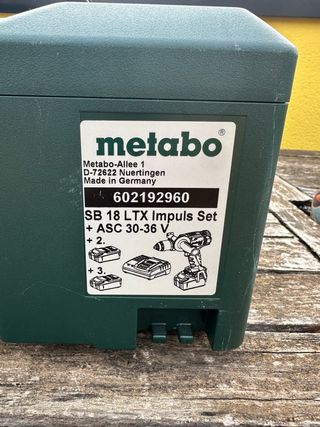 metabo
Metabo-Allee 1
D-72622 Nuertingen
Made in Germany
602192960
SB 18 LTX Impuls Set
+ ASC 30-36 V
+ 2.
+ 3.